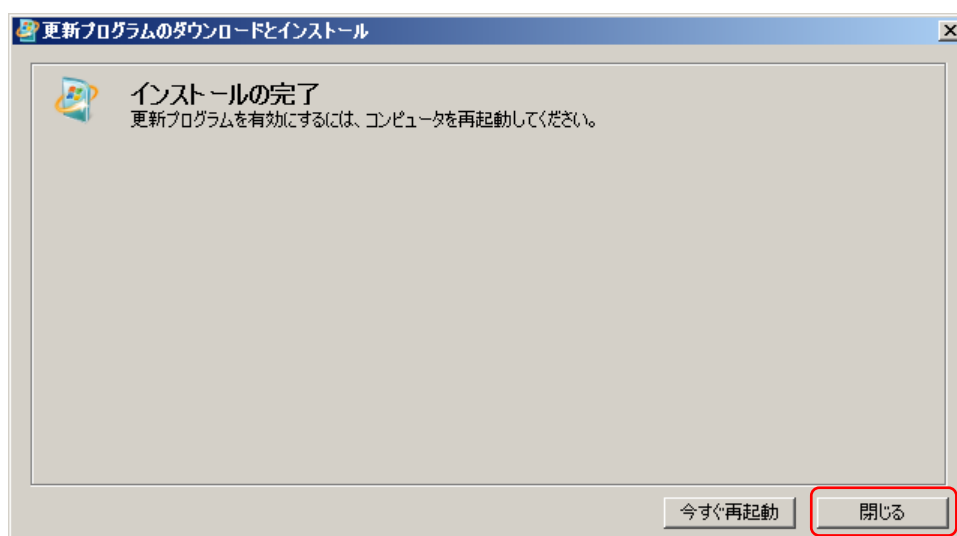 更新プログラムのダウンロードとインストール
インストールの完了
更新プログラムを有効にするには、コンピュータを再起動してください。
今すぐ再起動
閉じる